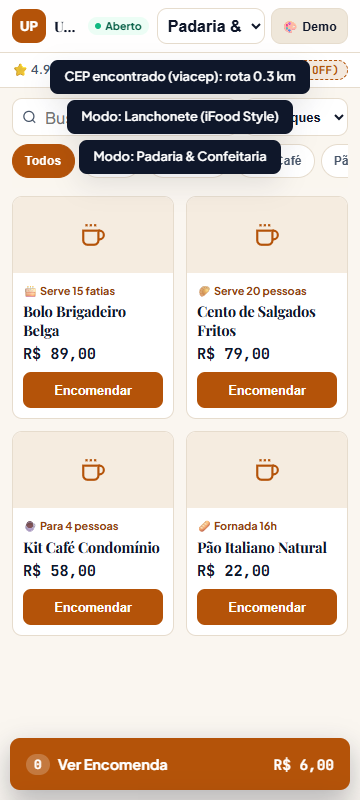 UP U... Aberto Padaria & Demo
4.9 OFF)
CEP encontrado (viacep): rota 0.3 km
Bus ques
Modo: Lanchonete (iFood Style)
Todos Café Pã
Modo: Padaria & Confeitaria
Serve 15 fatias
Bolo Brigadeiro
Belga
R$ 89,00
Encomendar
Serve 20 pessoas
Cento de Salgados
Fritos
R$ 79,00
Encomendar
Para 4 pessoas
Kit Café Condomínio
R$ 58,00
Encomendar
Fornada 16h
Pão Italiano Natural
R$ 22,00
Encomendar
0 Ver Encomenda R$ 6,00